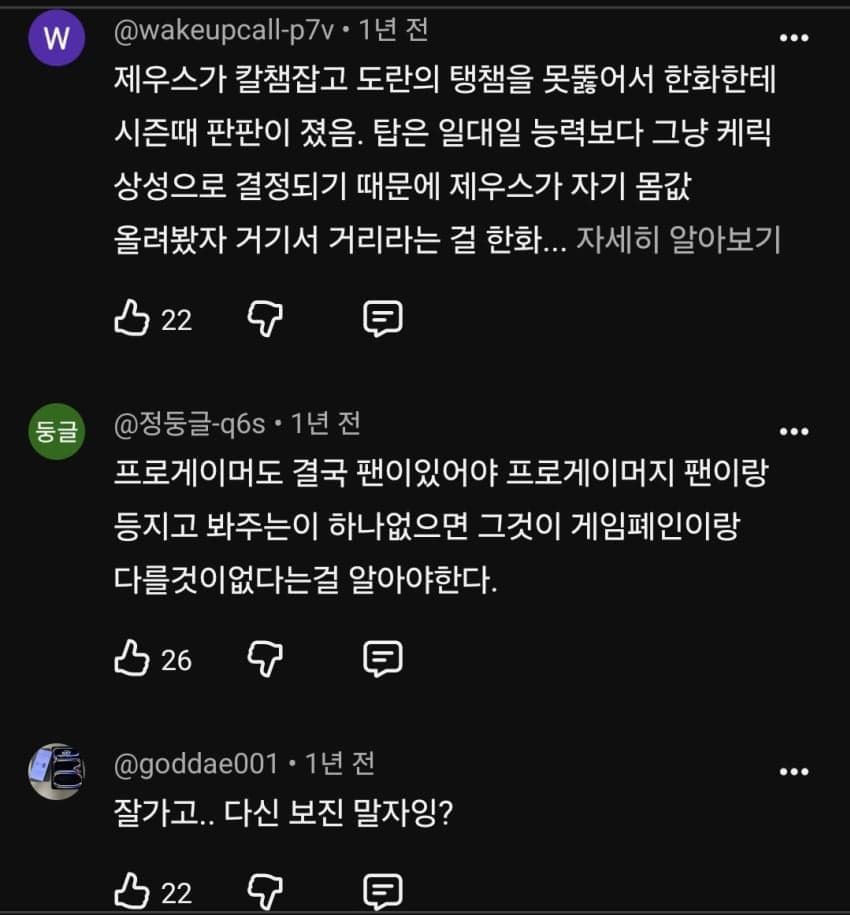 W
@wakeupcall-p7v • 1년 전
제우스가 칼챔잡고 도란의 탱챔을 못뚫어서 한화한테
시즌때 판판이 졌음. 탑은 일대일 능력보다 그냥 케릭
상성으로 결정되기 때문에 제우스가 자기 몸값
올려봤자 거기서 거리라는 걸 한화... 자세히 알아보기
22
둥글
@정둥글-q6s • 1년 전
프로게이머도 결국 팬이있어야 프로게이머지 팬이랑
등지고 봐주는이 하나없으면 그것이 게임폐인이랑
다를것이없다는걸 알아야한다.
26
@goddae001 • 1년 전
잘가고.. 다신 보진 말자잉?
22